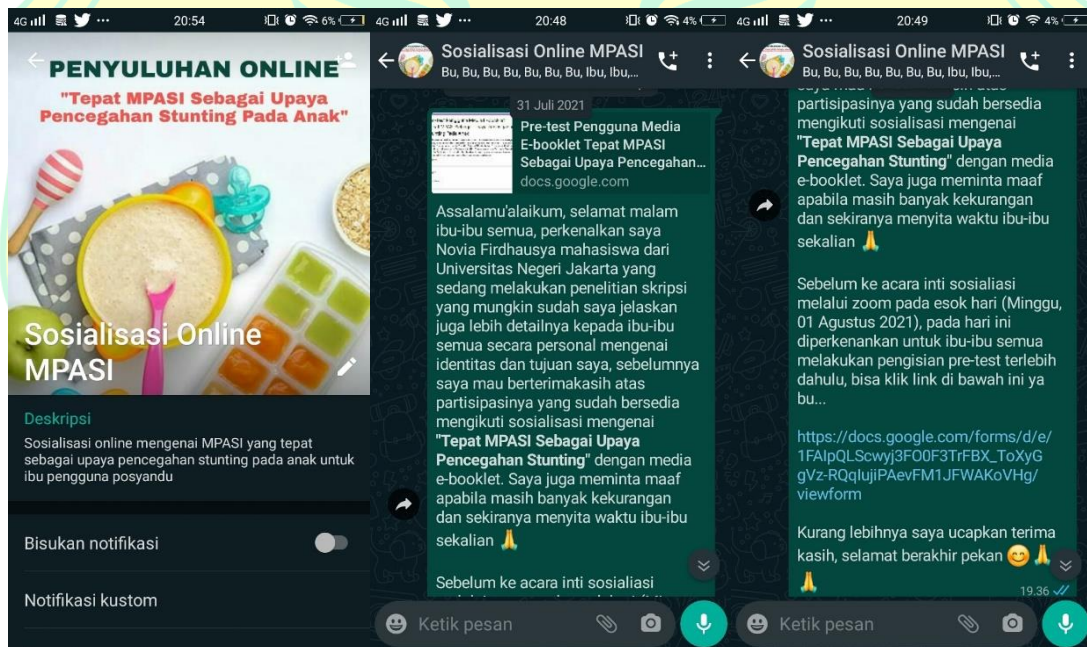 4G 20:54 6%
PENYULUHAN ONLINE
"Tepat MPASI Sebagai Upaya
Pencegahan Stunting Pada Anak"
Sosialisasi Online
MPASI
Deskripsi
Sosialisasi online mengenai MPASI yang tepat
sebagai upaya pencegahan stunting pada anak untuk
ibu pengguna posyandu
Bisukan notifikasi
Notifikasi kustom
4G 20:48 4%
Sosialisasi Online MPASI
Bu, Bu, Bu, Bu, Bu, Bu, Bu, Ibu, Ibu,...
31 Juli 2021
Pre-test Pengguna Media
E-booklet Tepat MPASI
Sebagai Upaya Pencegahan...
docs.google.com
Assalamu'alaikum, selamat malam
ibu-ibu semua, perkenalkan saya
Novia Firdhausya mahasiswa dari
Universitas Negeri Jakarta yang
sedang melakukan penelitian skripsi
yang mungkin sudah saya jelaskan
juga lebih detailnya kepada ibu-ibu
semua secara personal mengenai
identitas dan tujuan saya, sebelumnya
saya mau berterimakasih atas
partisipasinya yang sudah bersedia
mengikuti sosialisasi mengenai
"Tepat MPASI Sebagai Upaya
Pencegahan Stunting" dengan media
e-booklet. Saya juga meminta maaf
apabila masih banyak kekurangan
dan sekiranya menyita waktu ibu-ibu
sekalian 🙏
Sebelum ke acara inti sosialiasi
Ketik pesan
4G 20:49 4%
Sosialisasi Online MPASI
Bu, Bu, Bu, Bu, Bu, Bu, Bu, Ibu, Ibu,...
partisipasinya yang sudah bersedia
mengikuti sosialisasi mengenai
"Tepat MPASI Sebagai Upaya
Pencegahan Stunting" dengan media
e-booklet. Saya juga meminta maaf
apabila masih banyak kekurangan
dan sekiranya menyita waktu ibu-ibu
sekalian 🙏
Sebelum ke acara inti sosialiasi
melalui zoom pada esok hari (Minggu,
01 Agustus 2021), pada hari ini
diperkenankan untuk ibu-ibu semua
melakukan pengisian pre-test terlebih
dahulu, bisa klik link di bawah ini ya
bu...
https://docs.google.com/forms/d/e/
1FAIpQLScwyj3FO0F3TrFBX_ToXyG
gVz-RQqIujiPAevFM1JFWAKoVHg/
viewform
Kurang lebihnya saya ucapkan terima
kasih, selamat berakhir pekan 😊🙏
🙏
19.36
Ketik pesan